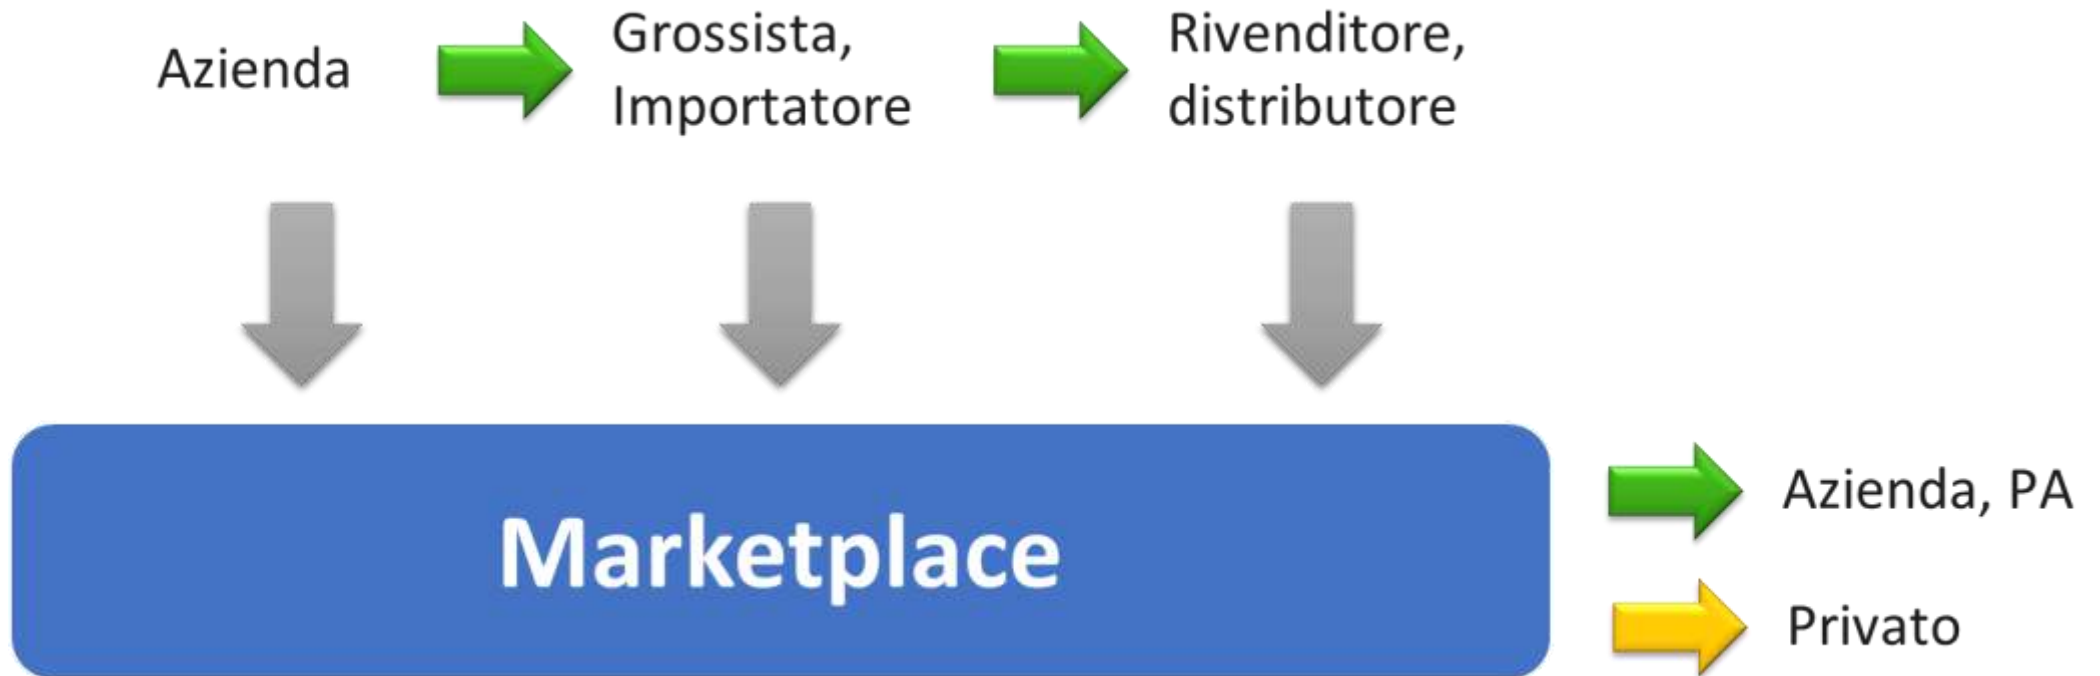 Azienda
Grossista,
Importatore
Rivenditore,
distributore
Marketplace
Azienda, PA
Privato